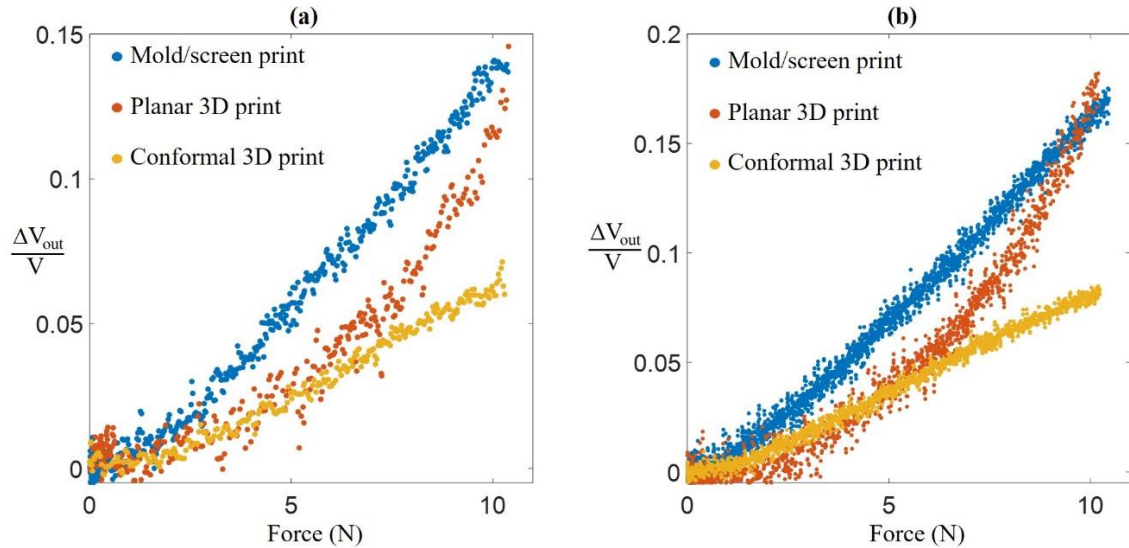 (a)
0.15
0.1
0.05
0
ΔV_out
V
Mold/screen print
Planar 3D print
Conformal 3D print
0
5
10
Force (N)
(b)
0.2
0.15
0.1
0.05
0
ΔV_out
V
Mold/screen print
Planar 3D print
Conformal 3D print
0
5
10
Force (N)